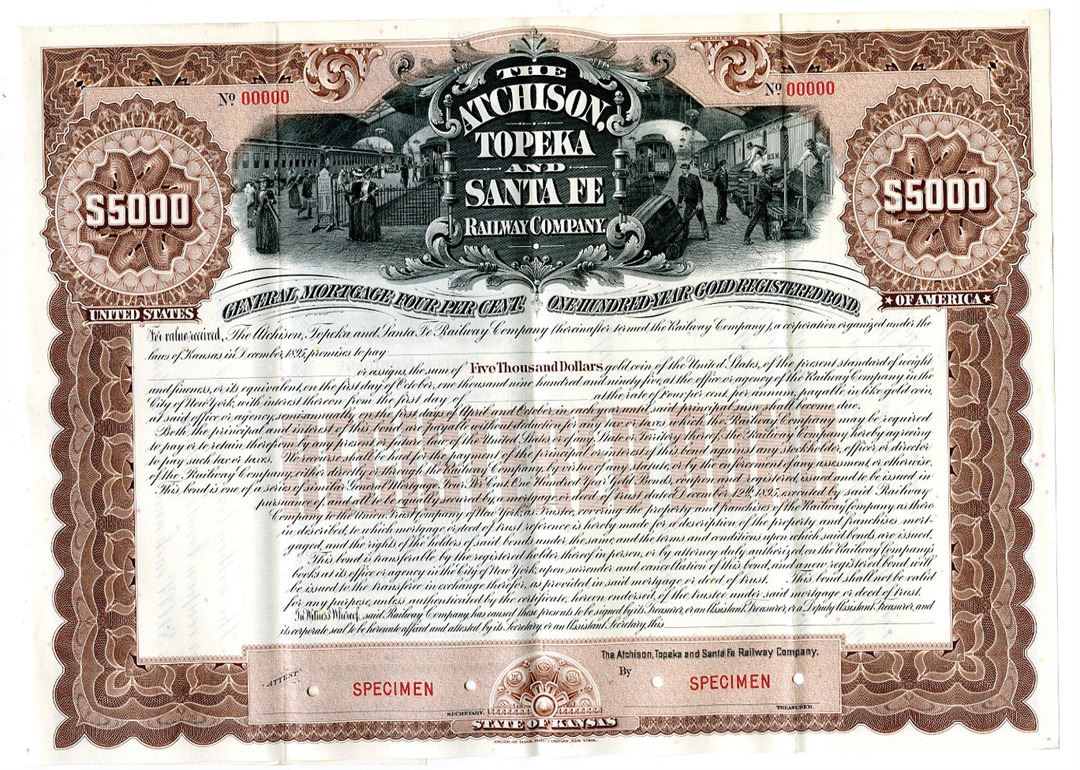 Nº 00000
Nº 00000
THE
ATCHISON,
TOPEKA
AND
SANTA FE
RAILWAY COMPANY.
$5000
$5000
UNITED STATES
OF AMERICA
GENERAL MORTGAGE, FOUR PER CENT. ONE HUNDRED-YEAR GOLD REGISTERED BOND.
For value received, The Atchison, Topeka and Santa Fe Railway Company (hereinafter termed the Railway Company), a corporation organized under the
laws of Kansas in December, 1895, promises to pay
or assigns, the sum of Five Thousand Dollars gold coin of the United States, of the present standard of weight
and fineness, or its equivalent, on the first day of October, one thousand nine hundred and ninety five, at the office or agency of the Railway Company in the
City of New York, with interest thereon from the first day of at the rate of four per cent. per annum, payable in like gold coin,
at said office or agency, semi-annually, on the first days of April and October in each year until said principal sum shall become due.
Both the principal and interest of this bond are payable without deduction for any tax or taxes which the Railway Company may be required
to pay or to retain therefrom by any present or future law of the United States or of any State or Territory thereof, the Railway Company hereby agreeing
to pay such tax or taxes. No recourse shall be had for the payment of the principal or interest of this bond against any stockholder, officer or director
of the Railway Company, either directly or through the Railway Company, by virtue of any statute, or by the enforcement of any assessment or otherwise.
This bond is one of a series of General Mortgage Four Per Cent. One Hundred Year Gold Bonds, coupon and registered, issued and to be issued in
pursuance of and to be equally secured by a mortgage or deed of trust dated December 12th, 1895, executed by said Railway
Company to the Union Trust Company of New York, as Trustee, covering the property and franchises of the Railway Company as there-
in described, to which mortgage or deed of trust reference is hereby made for a description of the property and franchises mort-
gaged, and the rights of the holders of said bonds under the same, and the terms and conditions upon which said bonds are issued.
This bond is transferable by the registered holder thereof in person, or by attorney duly authorized, on the Railway Company's
books at its office or agency in the City of New York, upon surrender and cancellation of this bond, and a new registered bond will
be issued to the transferee in exchange therefor, as provided in said mortgage or deed of trust. This bond shall not be valid
for any purpose, unless authenticated by the certificate, hereon endorsed, of the trustee under said mortgage or deed of trust.
In Witness Whereof, said Railway Company has caused these presents to be signed by its Treasurer, or an Assistant Treasurer, or a Deputy Assistant Treasurer, and
its corporate seal to be hereunto affixed and attested by its Secretary, or an Assistant Secretary, this
REGISTERED BOND
The Atchison, Topeka and Santa Fe Railway Company.
ATTEST
By
SPECIMEN
SPECIMEN
SECRETARY.
TREASURER.
STATE OF KANSAS
AMERICAN BANK NOTE COMPANY, NEW YORK.